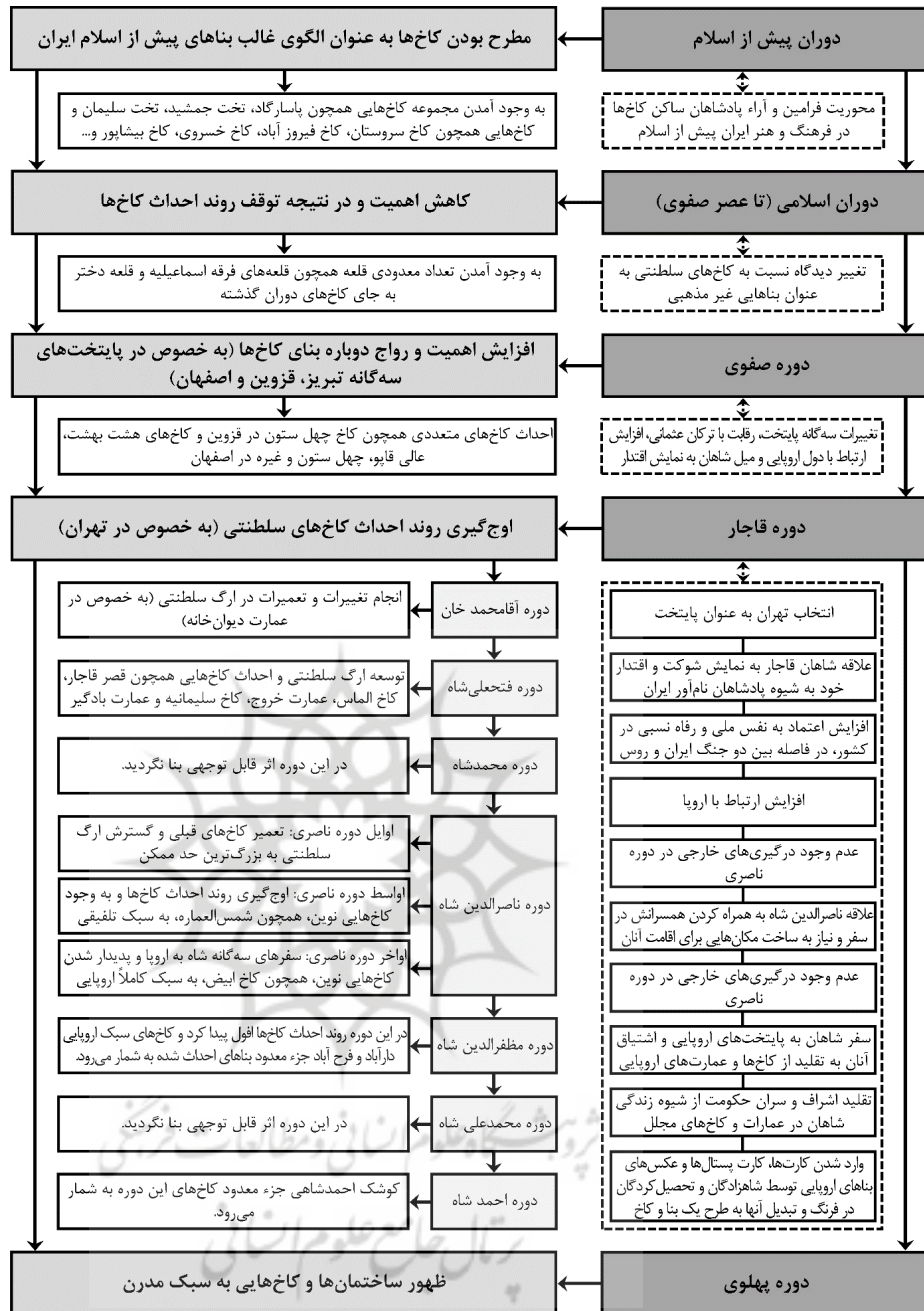 دوران پیش از اسلام
مطرح بودن کاخ‌ها به عنوان الگوی غالب بناهای پیش از اسلام ایران
محوریت فرامین و آراء پادشاهان ساکن کاخ‌ها
در فرهنگ و هنر ایران پیش از اسلام
به وجود آمدن مجموعه کاخ‌هایی همچون پاسارگاد، تخت جمشید، تخت سلیمان و
کاخ‌هایی همچون کاخ سروستان، کاخ فیروز آباد، کاخ خسروی، کاخ بیشاپور و...
دوران اسلامی (تا عصر صفوی)
کاهش اهمیت و در نتیجه توقف روند احداث کاخ‌ها
تغییر دیدگاه نسبت به کاخ‌های سلطنتی به
عنوان بناهایی غیر مذهبی
به وجود آمدن تعداد معدودی قلعه همچون قلعه‌های فرقه اسماعیلیه و قلعه دختر
به جای کاخ‌های دوران گذشته
دوره صفوی
افزایش اهمیت و رواج دوباره بنای کاخ‌ها (به خصوص در پایتخت‌های
سه‌گانه تبریز، قزوین و اصفهان)
تغییرات سه‌گانه پایتخت، رقابت با ترکان عثمانی، افزایش
ارتباط با دول اروپایی و میل شاهان به نمایش اقتدار
احداث کاخ‌های متعددی همچون کاخ چهل ستون در قزوین و کاخ‌های هشت بهشت،
عالی قاپو، چهل ستون و غیره در اصفهان
دوره قاجار
اوج‌گیری روند احداث کاخ‌های سلطنتی (به خصوص در تهران)
انتخاب تهران به عنوان پایتخت
علاقه شاهان قاجار به نمایش شوکت و اقتدار
خود به شیوه پادشاهان نام‌آور ایران
افزایش اعتماد به نفس ملی و رفاه نسبی در
کشور، در فاصله بین دو جنگ ایران و روس
افزایش ارتباط با اروپا
عدم وجود درگیری‌های خارجی در دوره
ناصری
علاقه ناصرالدین شاه به همراه کردن همسرانش در
سفر و نیاز به ساخت مکان‌هایی برای اقامت آنان
عدم وجود درگیری‌های خارجی در دوره
ناصری
سفر شاهان به پایتخت‌های اروپایی و اشتیاق
آنان به تقلید از کاخ‌ها و عمارت‌های اروپایی
تقلید اشراف و سران حکومت از شیوه زندگی
شاهان در عمارات و کاخ‌های مجلل
وارد شدن کارت‌ها، کارت پستال‌ها و عکس‌های
بناهای اروپایی توسط شاهزادگان و تحصیل‌کردگان
در فرنگ و تبدیل آنها به طرح یک بنا و کاخ
دوره آقامحمد خان
انجام تغییرات و تعمیرات در ارگ سلطنتی (به خصوص در
عمارت دیوان‌خانه)
دوره فتحعلی‌شاه
توسعه ارگ سلطنتی و احداث کاخ‌هایی همچون قصر قاجار،
کاخ الماس، عمارت خروج، کاخ سلیمانیه و عمارت بادگیر
دوره محمدشاه
در این دوره اثر قابل توجهی بنا نگردید.
دوره ناصرالدین شاه
اوایل دوره ناصری: تعمیر کاخ‌های قبلی و گسترش ارگ
سلطنتی به بزرگ‌ترین حد ممکن
اواسط دوره ناصری: اوج‌گیری روند احداث کاخ‌ها و به وجود
کاخ‌هایی نوین، همچون شمس‌العماره، به سبک تلفیقی
اواخر دوره ناصری: سفرهای سه‌گانه شاه به اروپا و پدیدار شدن
کاخ‌هایی نوین، همچون کاخ ابیض، به سبک کاملاً اروپایی
دوره مظفرالدین شاه
در این دوره روند احداث کاخ‌ها افول پیدا کرد و کاخ‌های سبک اروپایی
دارآباد و فرح آباد جزء معدود بناهای احداث شده به شمار می‌رود.
دوره محمدعلی شاه
در این دوره اثر قابل توجهی بنا نگردید.
دوره احمد شاه
کوشک احمدشاهی جزء معدود کاخ‌های این دوره به شمار
می‌رود.
پژوهشگاه علوم انسانی و مطالعات فرهنگی
پرتال جامع علوم انسانی
دوره پهلوی
ظهور ساختمان‌ها و کاخ‌هایی به سبک مدرن